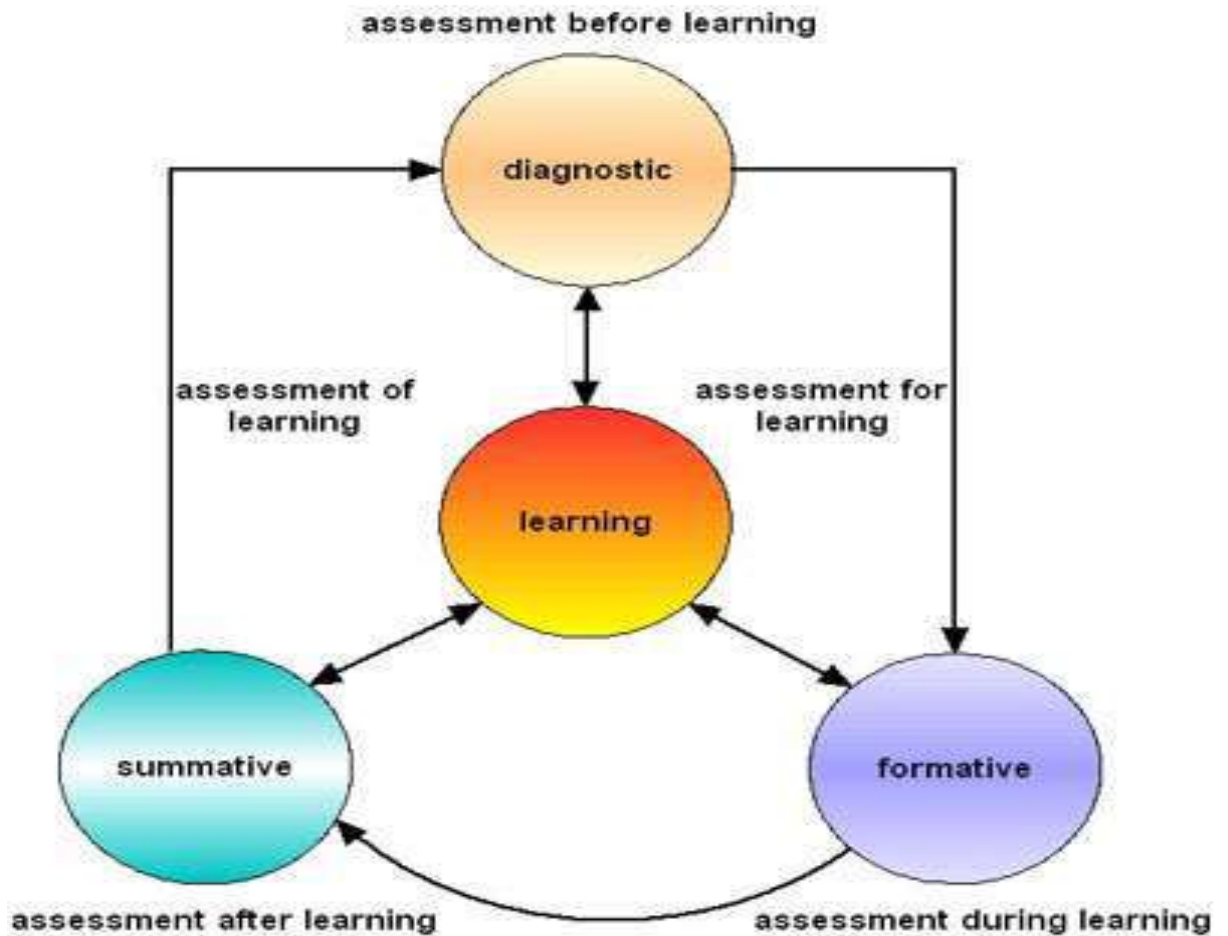 assessment before learning
diagnostic
assessment of
learning
assessment for
learning
learning
summative
formative
assessment after learning
assessment during learning